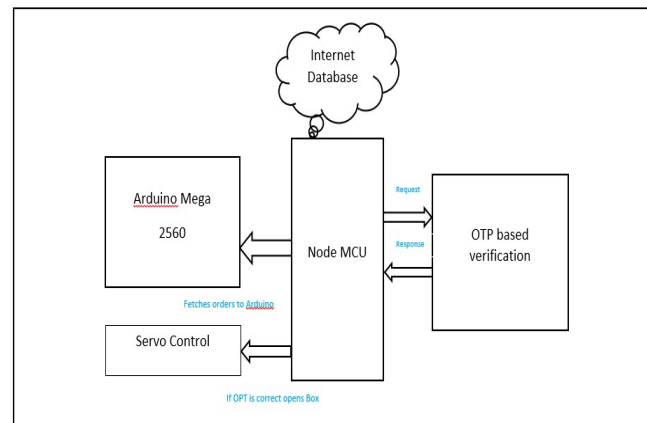 Internet
Database
Arduino Mega
2560
Node MCU
Request
Response
OTP based
verification
Fetches orders to Arduino
Servo Control
If OPT is correct opens Box